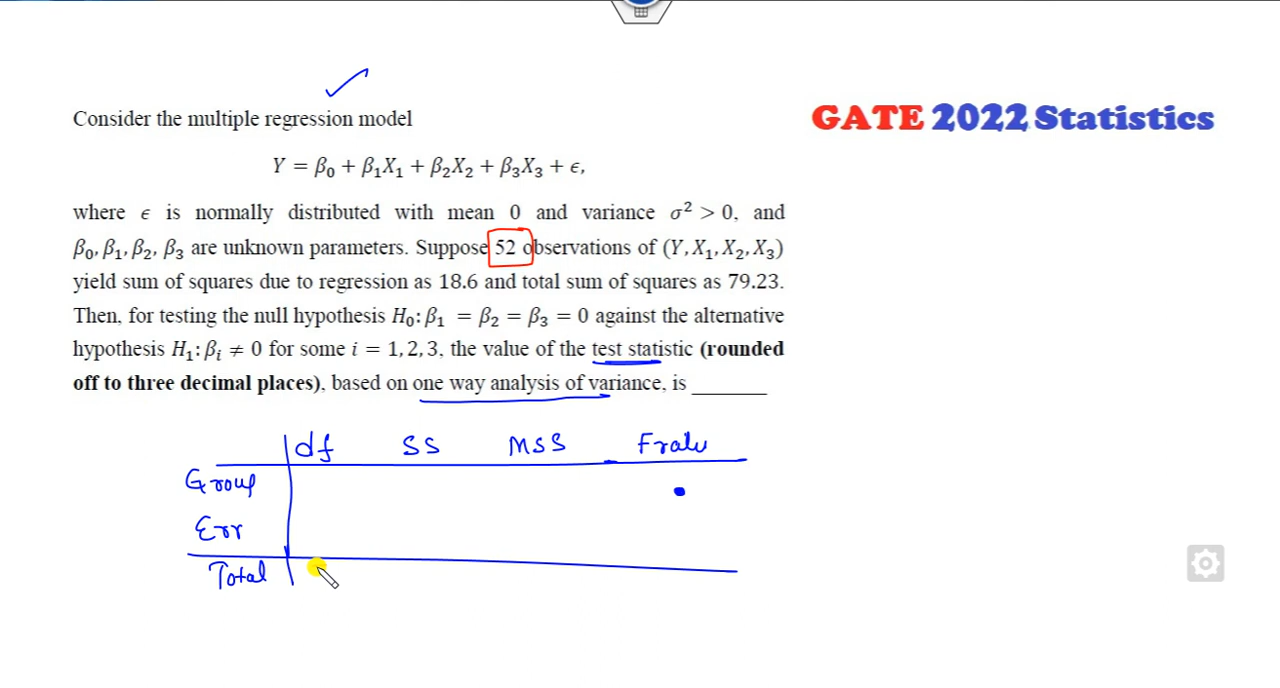 GATE 2022 Statistics
Consider the multiple regression model
Y = β₀ + β₁X₁ + β₂X₂ + β₃X₃ + ϵ,
where ϵ is normally distributed with mean 0 and variance σ² > 0, and
β₀, β₁, β₂, β₃ are unknown parameters. Suppose 52 observations of (Y, X₁, X₂, X₃)
yield sum of squares due to regression as 18.6 and total sum of squares as 79.23.
Then, for testing the null hypothesis H₀: β₁ = β₂ = β₃ = 0 against the alternative
hypothesis H₁: βᵢ ≠ 0 for some i = 1, 2, 3, the value of the test statistic (rounded
off to three decimal places), based on one way analysis of variance, is ________
df SS MSS
Group
Err
Total